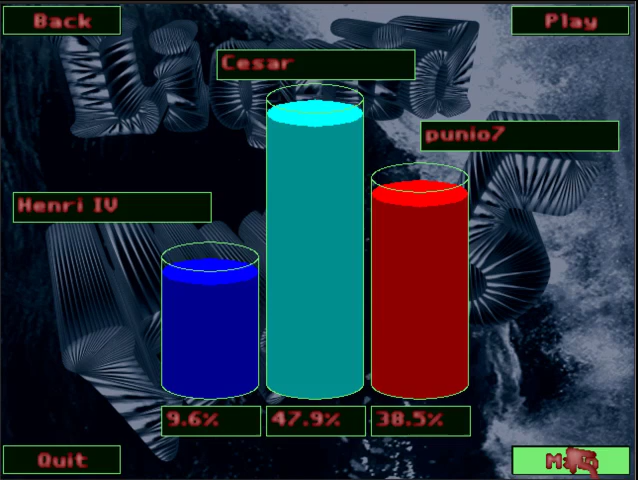 Back
Play
Cesar
punio7
Henri IV
9.6%
47.9%
38.5%
Quit